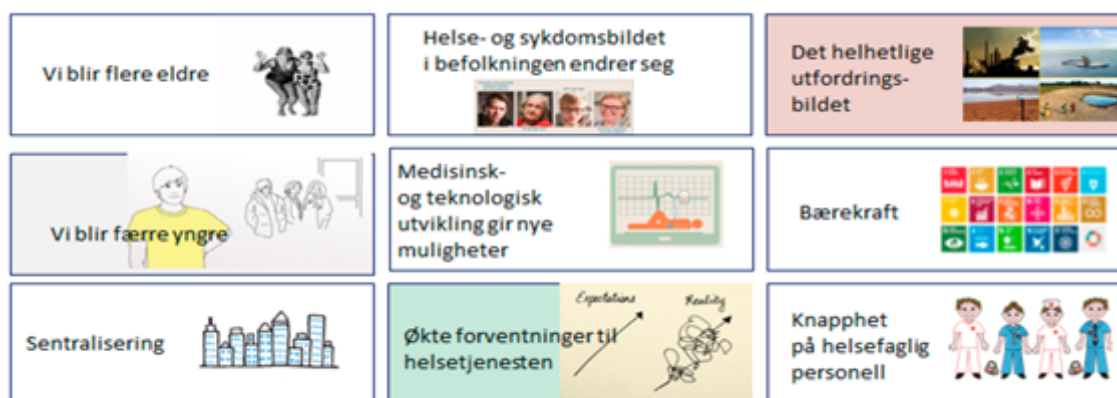 Vi blir flere eldre
Helse- og sykdomsbildet
i befolkningen endrer seg
Det helhetlige
utfordrings-
bildet
Vi blir færre yngre
Medisinsk-
og teknologisk
utvikling gir nye
muligheter
Bærekraft
Sentralisering
Økte forventninger til
helsetjenesten
Expectations
Reality
Knapphet
på helsefaglig
personell